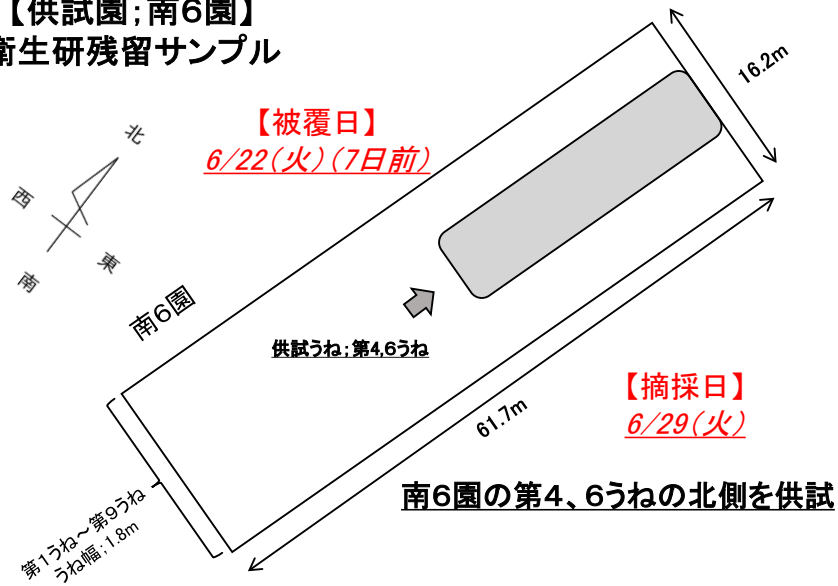 【供試園;南6園】
衛生研残留サンプル
16.2m
【被覆日】
6/22(火)(7日前)
北
西
東
南
南6園
供試うね;第4,6うね
【摘採日】
6/29(火)
61.7m
南6園の第4、6うねの北側を供試
第1うね～第9うね
うね幅;1.8m